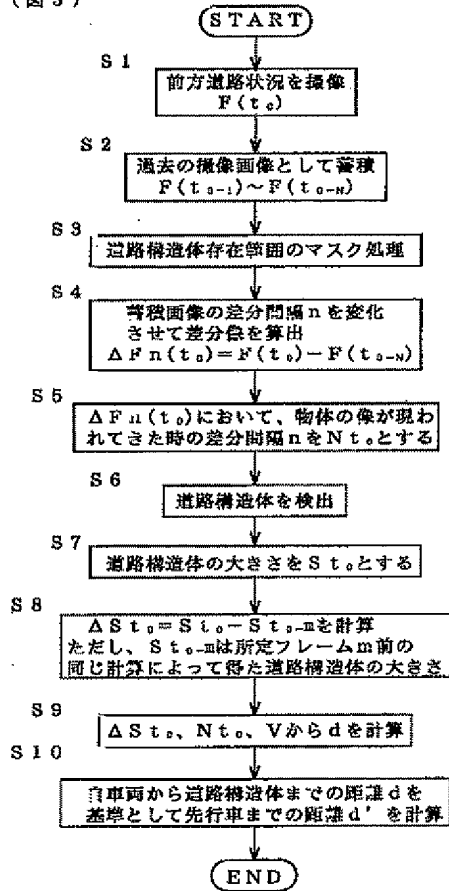 (図3)
START
S1
前方道路状況を撮像
F(t₀)
S2
過去の撮像画像として蓄積
F(t₀₋₁)~F(t₀₋N)
S3
道路構造体存在範囲のマスク処理
S4
蓄積画像の差分間隔nを変化
させて差分像を算出
ΔFn(t₀)=F(t₀)-F(t₀₋N)
S5
ΔFn(t₀)において、物体の像が現わ
れてきた時の差分間隔nをNt₀とする
S6
道路構造体を検出
S7
道路構造体の大きさをSt₀とする
S8
ΔSt₀=St₀-St₀₋mを計算
ただし、St₀₋mは所定フレームm前の
同じ計算によって得た道路構造体の大きさ
S9
ΔSt₀、Nt₀、Vからdを計算
S10
自車両から道路構造体までの距離dを
基準として先行車までの距離d'を計算
END